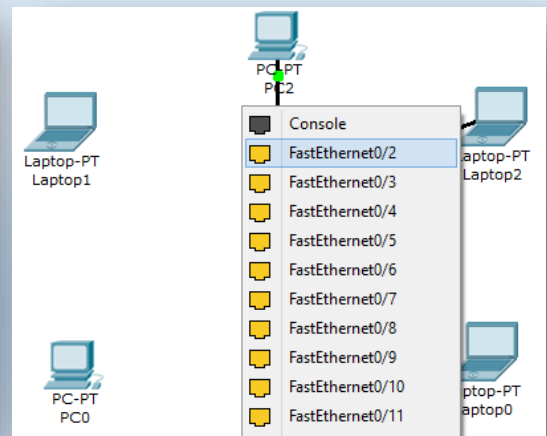 PC-PT
PC2
Laptop-PT
Laptop1
Console
FastEthernet0/2
FastEthernet0/3
FastEthernet0/4
FastEthernet0/5
FastEthernet0/6
FastEthernet0/7
FastEthernet0/8
FastEthernet0/9
FastEthernet0/10
FastEthernet0/11
aptop-PT
Laptop2
PC-PT
PC0
ptop-PT
aptop0